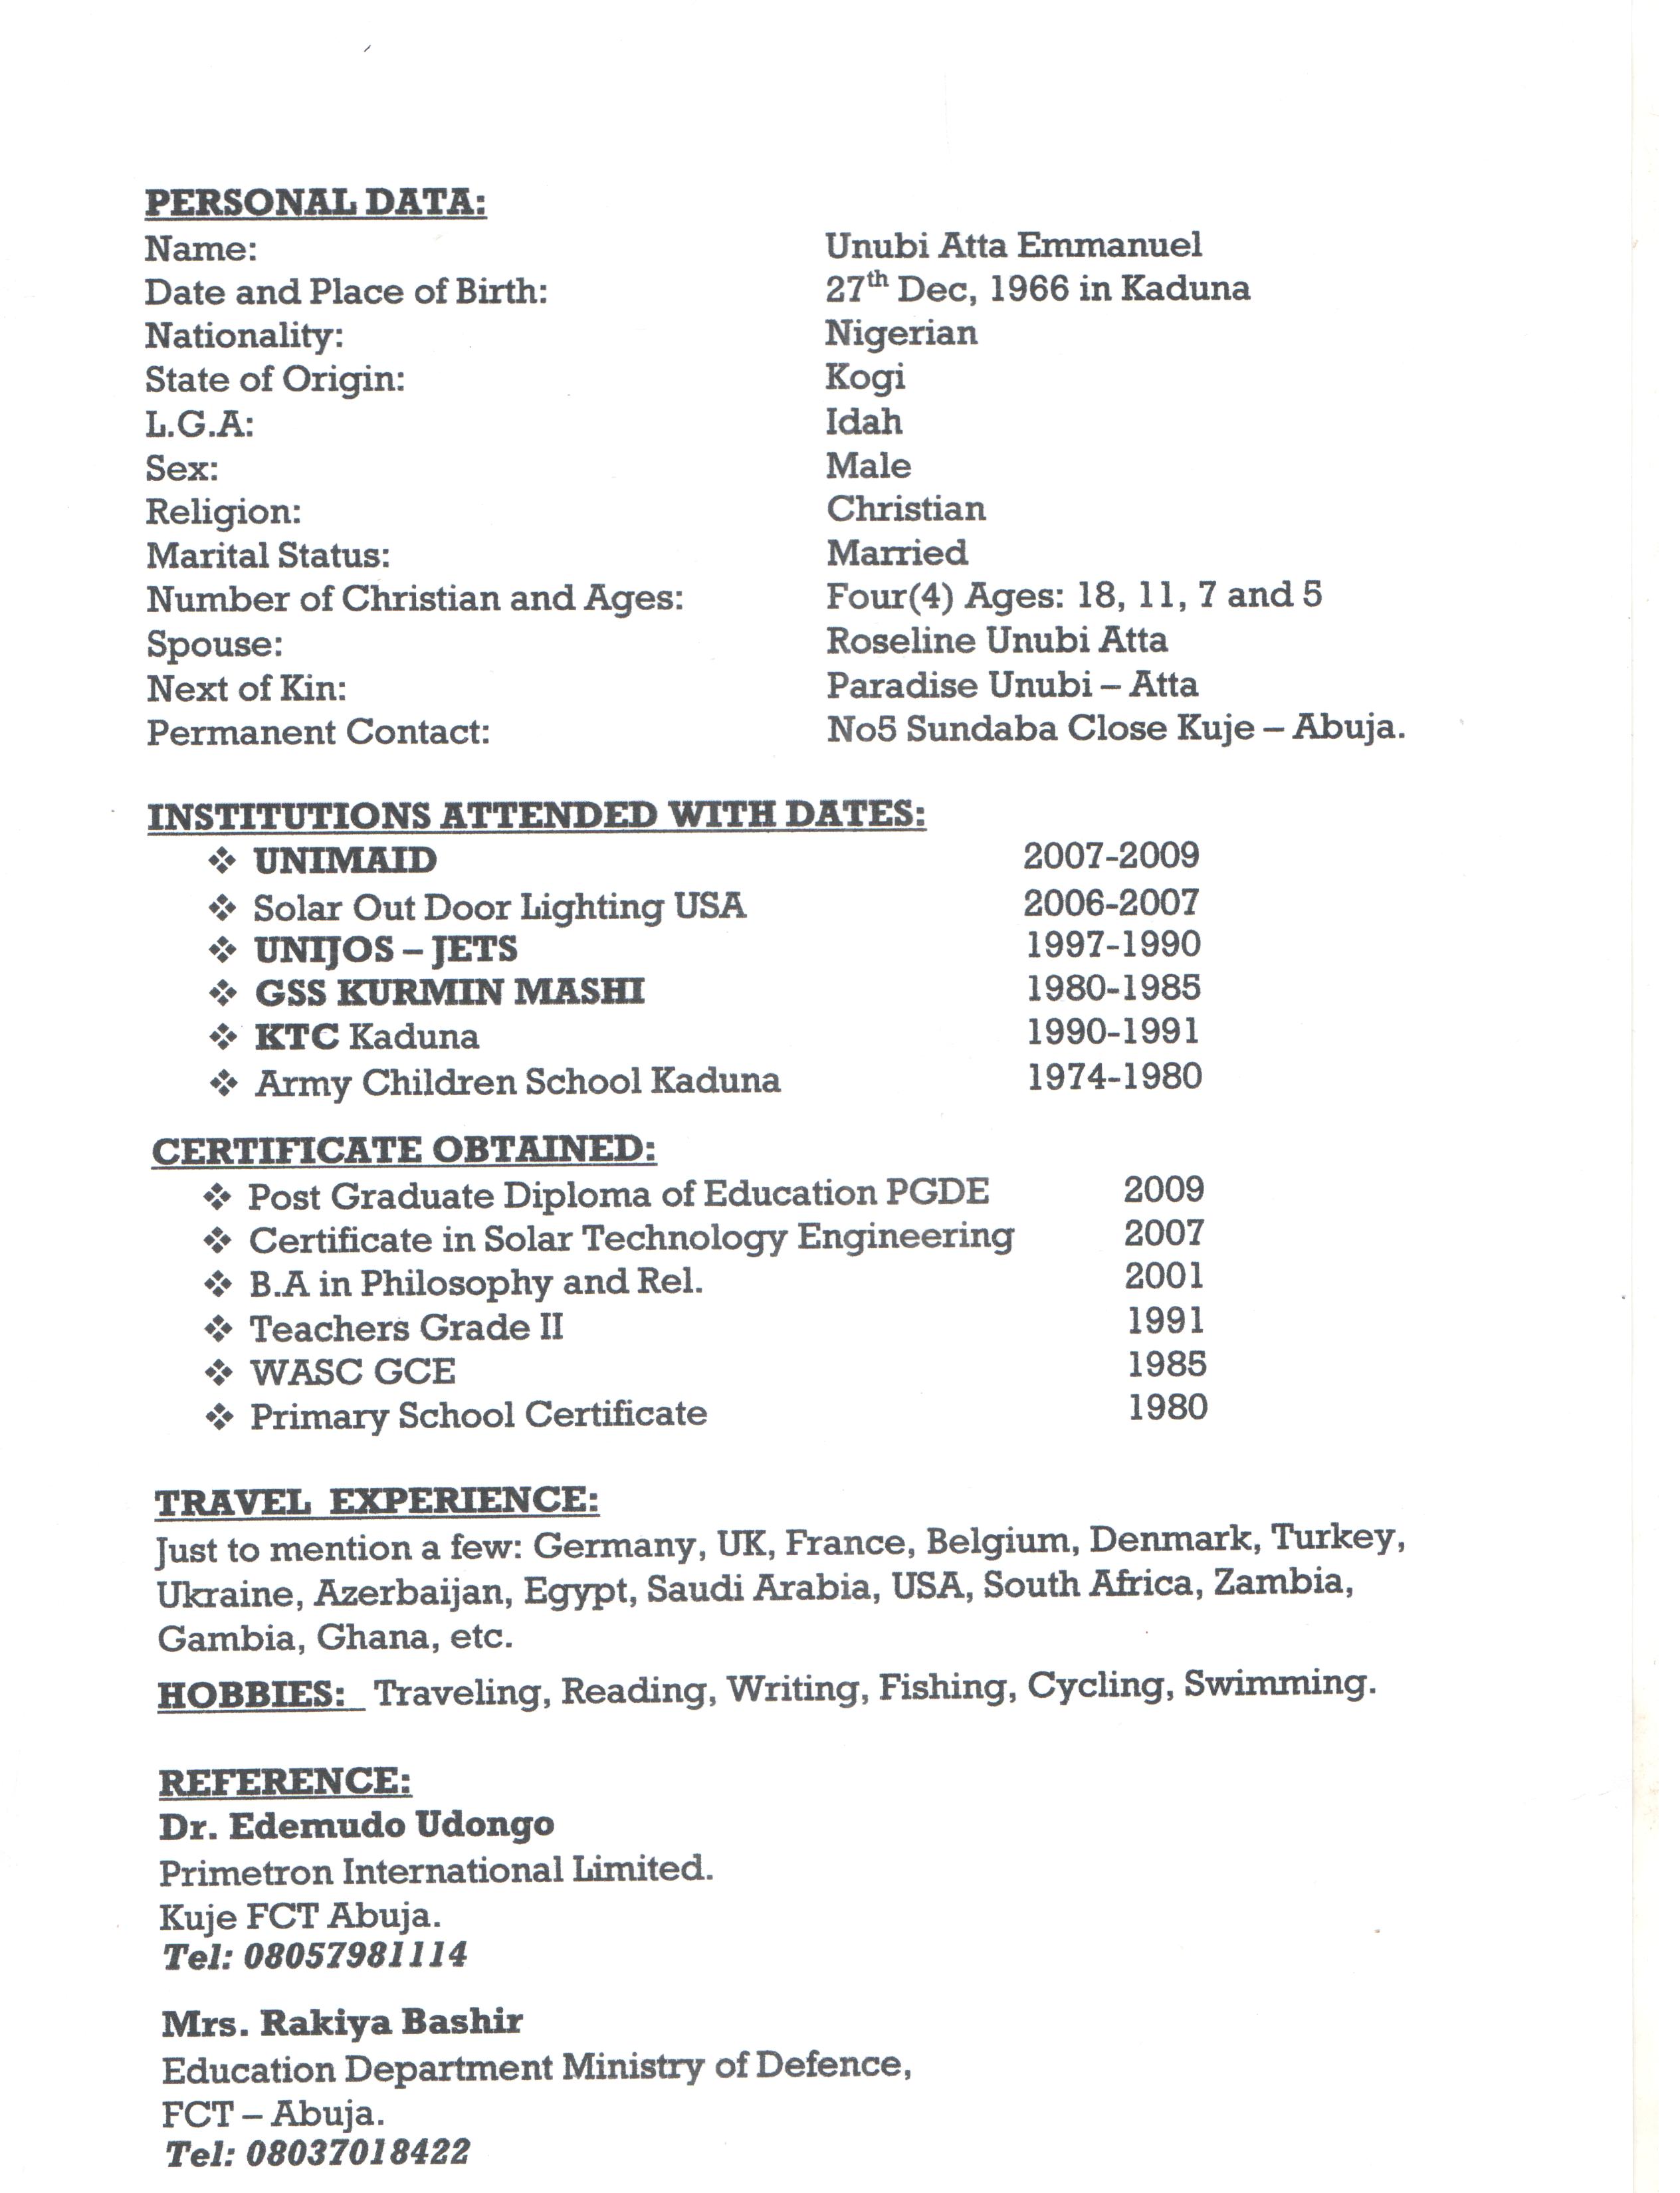 PERSONAL DATA:
Name: Unubi Atta Emmanuel
Date and Place of Birth: 27th Dec, 1966 in Kaduna
Nationality: Nigerian
State of Origin: Kogi
L.G.A: Idah
Sex: Male
Religion: Christian
Marital Status: Married
Number of Christian and Ages: Four(4) Ages: 18, 11, 7 and 5
Spouse: Roseline Unubi Atta
Next of Kin: Paradise Unubi – Atta
Permanent Contact: No5 Sundaba Close Kuje – Abuja.
INSTITUTIONS ATTENDED WITH DATES:
❖ UNIMAID 2007-2009
❖ Solar Out Door Lighting USA 2006-2007
❖ UNIJOS – JETS 1997-1990
❖ GSS KURMIN MASHI 1980-1985
❖ KTC Kaduna 1990-1991
❖ Army Children School Kaduna 1974-1980
CERTIFICATE OBTAINED:
❖ Post Graduate Diploma of Education PGDE 2009
❖ Certificate in Solar Technology Engineering 2007
❖ B.A in Philosophy and Rel. 2001
❖ Teachers Grade II 1991
❖ WASC GCE 1985
❖ Primary School Certificate 1980
TRAVEL EXPERIENCE:
Just to mention a few: Germany, UK, France, Belgium, Denmark, Turkey,
Ukraine, Azerbaijan, Egypt, Saudi Arabia, USA, South Africa, Zambia,
Gambia, Ghana, etc.
HOBBIES: Traveling, Reading, Writing, Fishing, Cycling, Swimming.
REFERENCE:
Dr. Edemudo Udongo
Primetron International Limited.
Kuje FCT Abuja.
Tel: 08057981114
Mrs. Rakiya Bashir
Education Department Ministry of Defence,
FCT – Abuja.
Tel: 08037018422